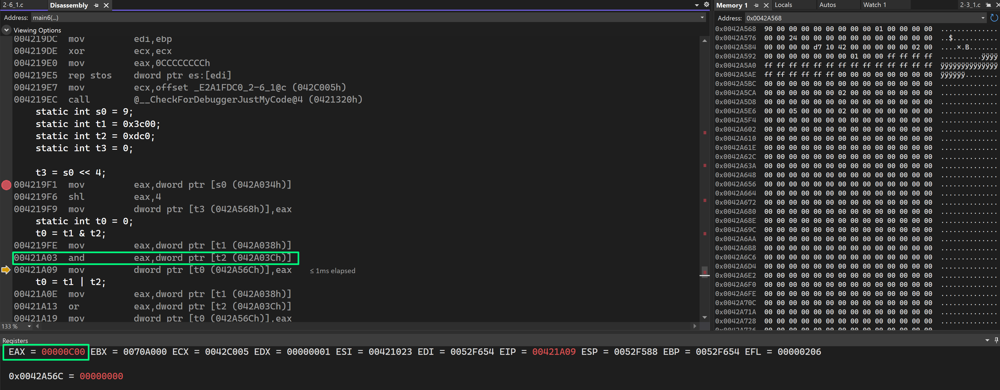 2-6_1.c Disassembly
Address: main6(...)
Viewing Options
004219DC mov edi,ebp
004219DE xor ecx,ecx
004219E0 mov eax,0CCCCCCCCh
004219E5 rep stos dword ptr es:[edi]
004219E7 mov ecx,offset _E2A1FDC0_2-6_1@c (042C005h)
004219EC call @__CheckForDebuggerJustMyCode@4 (0421320h)
static int s0 = 9;
static int t1 = 0x3c00;
static int t2 = 0xdc0;
static int t3 = 0;
t3 = s0 << 4;
004219F1 mov eax,dword ptr [s0 (042A034h)]
004219F6 shl eax,4
004219F9 mov dword ptr [t3 (042A568h)],eax
static int t0 = 0;
t0 = t1 & t2;
004219FE mov eax,dword ptr [t1 (042A038h)]
00421A03 and eax,dword ptr [t2 (042A03Ch)]
00421A09 mov dword ptr [t0 (042A56Ch)],eax ≤ 1ms elapsed
t0 = t1 | t2;
00421A0E mov eax,dword ptr [t1 (042A038h)]
00421A13 or eax,dword ptr [t2 (042A03Ch)]
00421A19 mov dword ptr [t0 (042A56Ch)],eax
133 %
Memory 1 Locals Autos Watch 1 2-3_1.c
Address: 0x0042A568
0x0042A568 90 00 00 00 00 00 00 00 00 01 00 00 00 00 ..............
0x0042A576 00 00 24 00 00 00 00 00 00 00 00 00 00 00 ..$...........
0x0042A584 00 00 00 00 d7 10 42 00 00 00 00 00 02 00 ....×.B.......
0x0042A592 00 00 00 00 00 00 00 01 00 00 ff ff ff ff ..........ÿÿÿÿ
0x0042A5A0 ff ff ff ff ff ff ff ff ff ff ff ff ff ff ÿÿÿÿÿÿÿÿÿÿÿÿÿÿ
0x0042A5AE ff ff ff ff ff ff 00 00 00 00 00 00 00 00 ÿÿÿÿÿÿ........
0x0042A5BC 00 00 00 00 00 00 00 00 00 00 00 00 00 00 ..............
0x0042A5CA 00 00 00 00 00 00 02 00 00 00 00 00 00 00 ..............
0x0042A5D8 00 00 00 00 00 00 00 00 00 00 00 00 00 00 ..............
0x0042A5E6 00 00 05 00 00 00 02 00 00 00 00 00 00 00 ..............
0x0042A5F4 00 00 00 00 00 00 00 00 00 00 00 00 00 00 ..............
0x0042A602 00 00 00 00 00 00 00 00 00 00 00 00 00 00 ..............
0x0042A610 00 00 00 00 00 00 00 00 00 00 00 00 00 00 ..............
0x0042A61E 00 00 00 00 00 00 00 00 00 00 00 00 00 00 ..............
0x0042A62C 00 00 00 00 00 00 00 00 00 00 00 00 00 00 ..............
0x0042A63A 00 00 00 00 00 00 00 00 00 00 00 00 00 00 ..............
0x0042A648 00 00 00 00 00 00 00 00 00 00 00 00 00 00 ..............
0x0042A656 00 00 00 00 00 00 00 00 00 00 00 00 00 00 ..............
0x0042A664 00 00 00 00 00 00 00 00 00 00 00 00 00 00 ..............
0x0042A672 00 00 00 00 00 00 00 00 00 00 00 00 00 00 ..............
0x0042A680 00 00 00 00 00 00 00 00 00 00 00 00 00 00 ..............
0x0042A68E 00 00 00 00 00 00 00 00 00 00 00 00 00 00 ..............
0x0042A69C 00 00 00 00 00 00 00 00 00 00 00 00 00 00 ..............
0x0042A6AA 00 00 00 00 00 00 00 00 00 00 00 00 00 00 ..............
0x0042A6B8 00 00 00 00 00 00 00 00 00 00 00 00 00 00 ..............
0x0042A6C6 00 00 00 00 00 00 00 00 00 00 00 00 00 00 ..............
0x0042A6D4 00 00 00 00 00 00 00 00 00 00 00 00 00 00 ..............
0x0042A6E2 00 00 00 00 00 00 00 00 00 00 00 00 00 00 ..............
0x0042A6F0 00 00 00 00 00 00 00 00 00 00 00 00 00 00 ..............
0x0042A6FE 00 00 00 00 00 00 00 00 00 00 00 00 00 00 ..............
0x0042A70C 00 00 00 00 00 00 00 00 00 00 00 00 00 00 ..............
0x0042A71A 00 00 00 00 00 00 00 00 00 00 00 00 00 00 ..............
0x0042A728 00 00 00 00 00 00 00 00 00 00 00 00 00 00 ..............
0x0042A736 00 00 00 00 00 00 00 00 00 00 00 00 00 00 ..............
Registers
EAX = 00000C00 EBX = 0070A000 ECX = 0042C005 EDX = 00000001 ESI = 00421023 EDI = 0052F654 EIP = 00421A09 ESP = 0052F588 EBP = 0052F654 EFL = 00000206
0x0042A56C = 00000000